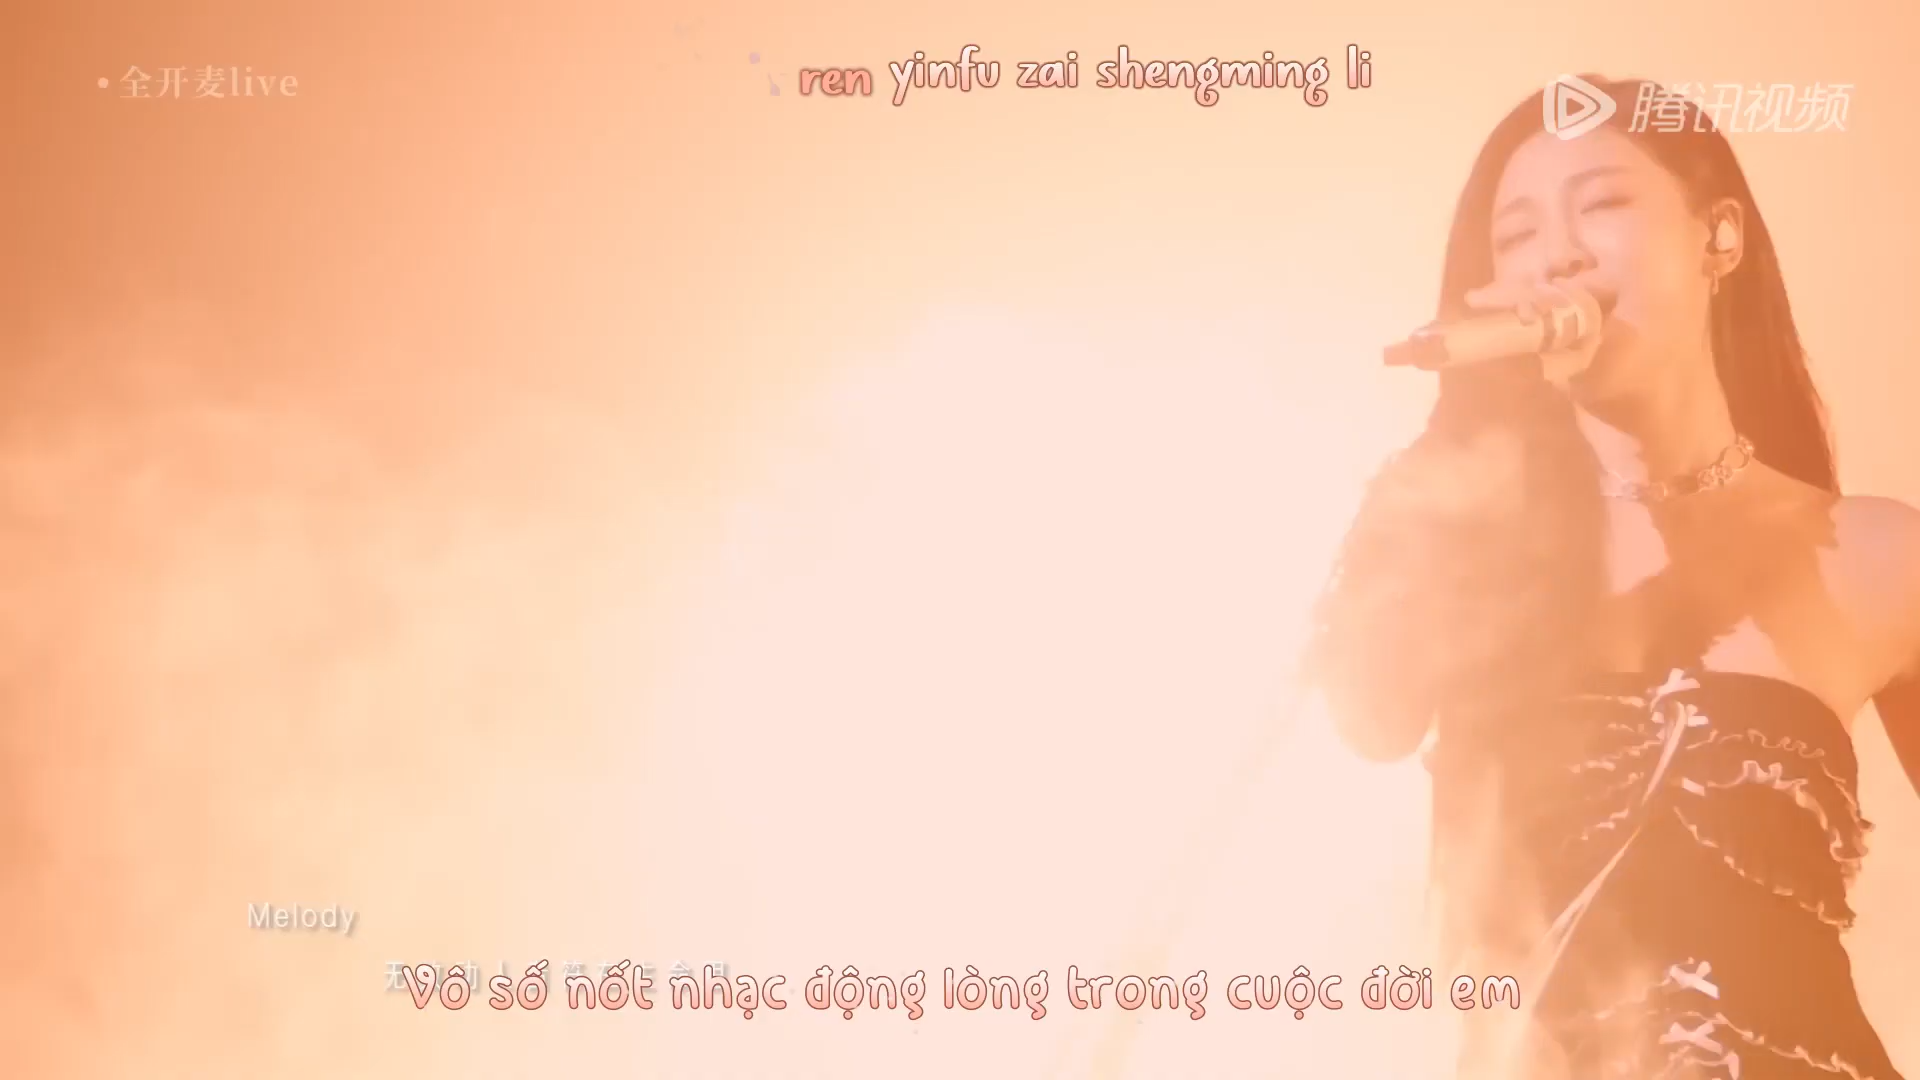 • 全开麦live
ren yinfu zai shengming li
腾讯视频
Melody
Vô số nốt nhạc động lòng trong cuộc đời em